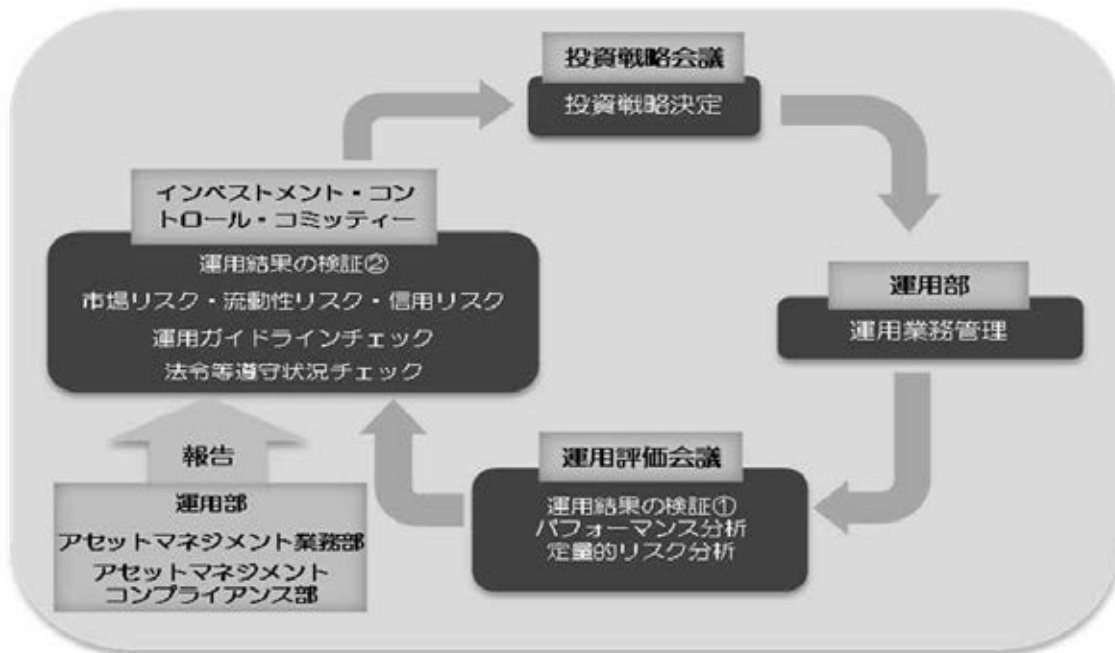 投資戦略会議
投資戦略決定
運用部
運用業務管理
運用評価会議
運用結果の検証①
パフォーマンス分析
定量的リスク分析
インベストメント・コン
トロール・コミッティー
運用結果の検証②
市場リスク・流動性リスク・信用リスク
運用ガイドラインチェック
法令等遵守状況チェック
報告
運用部
アセットマネジメント業務部
アセットマネジメント
コンプライアンス部